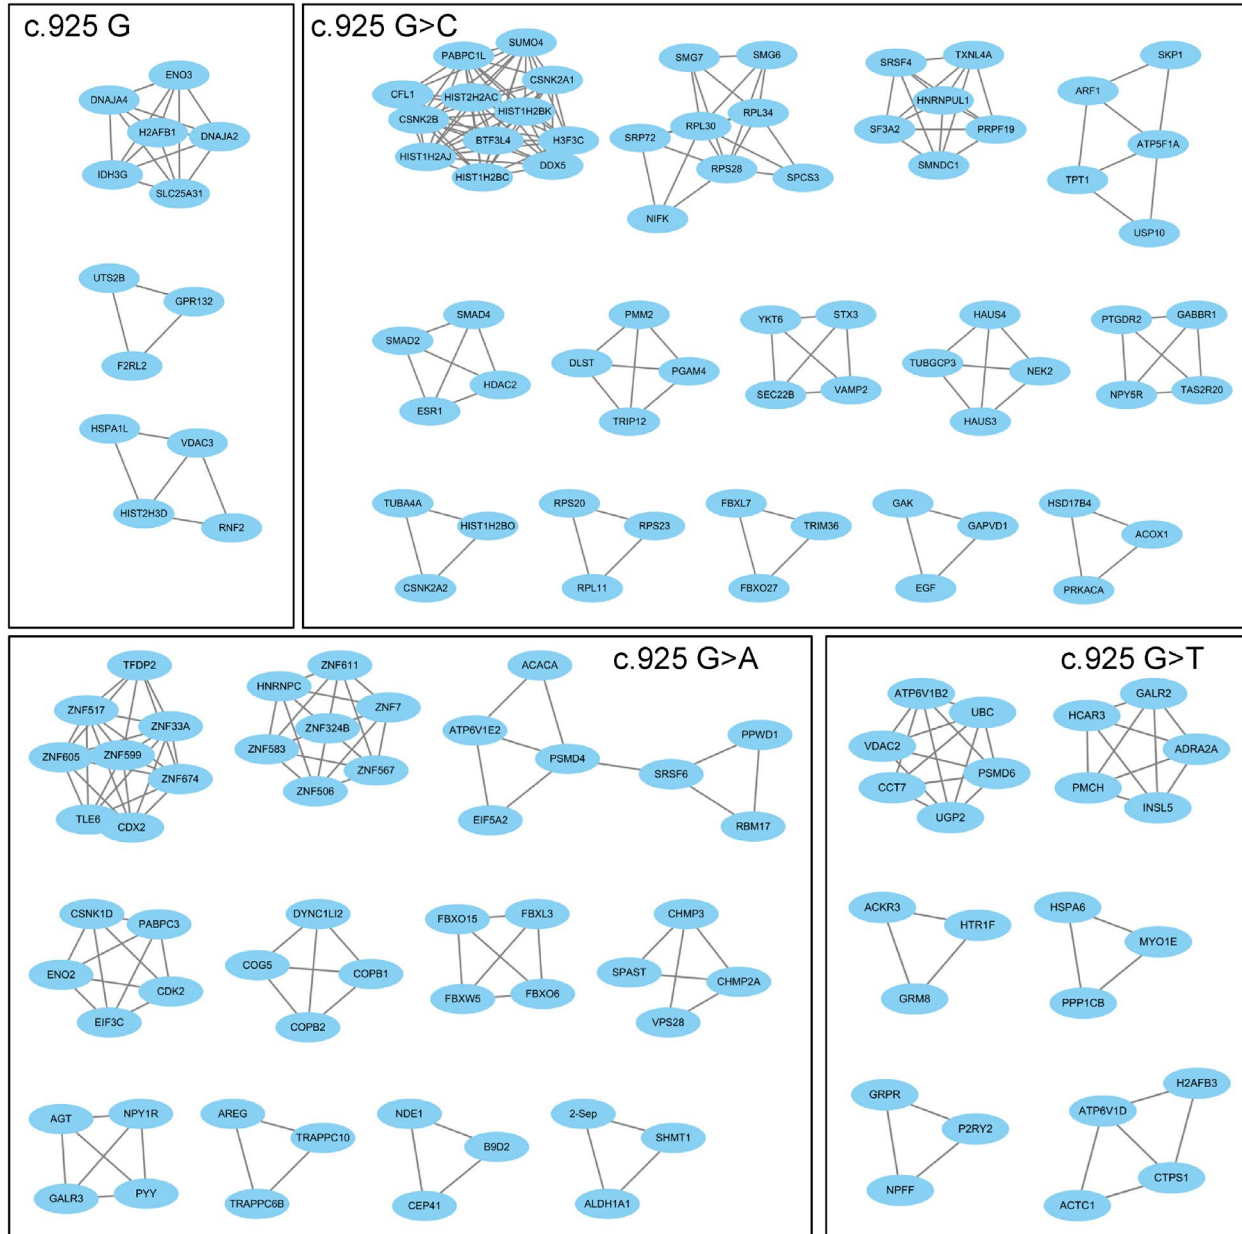 c.925 G
ENO3
DNAJA4
H2AFB1
DNAJA2
IDH3G
SLC25A31
UTS2B
GPR132
F2RL2
HSPA1L
VDAC3
HIST2H3D
RNF2
c.925 G>C
SUMO4
PABPC1L
CSNK2A1
CFL1
HIST2H2AC
HIST1H2BK
CSNK2B
BTF3L4
H3F3C
HIST1H2AJ
DDX5
HIST1H2BC
SMG7
SMG6
RPL34
RPL30
SRP72
RPS28
SPCS3
NIFK
SRSF4
TXNL4A
HNRNPUL1
SF3A2
PRPF19
SMNDC1
SKP1
ARF1
ATP5F1A
TPT1
USP10
SMAD4
SMAD2
HDAC2
ESR1
PMM2
DLST
PGAM4
TRIP12
YKT6
STX3
SEC22B
VAMP2
HAUS4
TUBGCP3
NEK2
HAUS3
PTGDR2
GABBR1
NPY5R
TAS2R20
TUBA4A
HIST1H2BO
CSNK2A2
RPS20
RPS23
RPL11
FBXL7
TRIM36
FBXO27
GAK
GAPVD1
EGF
HSD17B4
ACOX1
PRKACA
c.925 G>A
TFDP2
ZNF517
ZNF33A
ZNF605
ZNF599
ZNF674
TLE6
CDX2
ZNF611
HNRNPC
ZNF7
ZNF324B
ZNF583
ZNF567
ZNF506
ACACA
ATP6V1E2
PSMD4
EIF5A2
PPWD1
SRSF6
RBM17
CSNK1D
PABPC3
ENO2
CDK2
EIF3C
DYNC1LI2
COG5
COPB1
COPB2
FBXO15
FBXL3
FBXW5
FBXO6
CHMP3
SPAST
CHMP2A
VPS28
AGT
NPY1R
GALR3
PYY
AREG
TRAPPC10
TRAPPC6B
NDE1
B9D2
CEP41
2-Sep
SHMT1
ALDH1A1
c.925 G>T
ATP6V1B2
UBC
VDAC2
PSMD6
CCT7
UGP2
GALR2
HCAR3
ADRA2A
PMCH
INSL5
ACKR3
HTR1F
GRM8
HSPA6
MYO1E
PPP1CB
GRPR
P2RY2
NPFF
H2AFB3
ATP6V1D
CTPS1
ACTC1